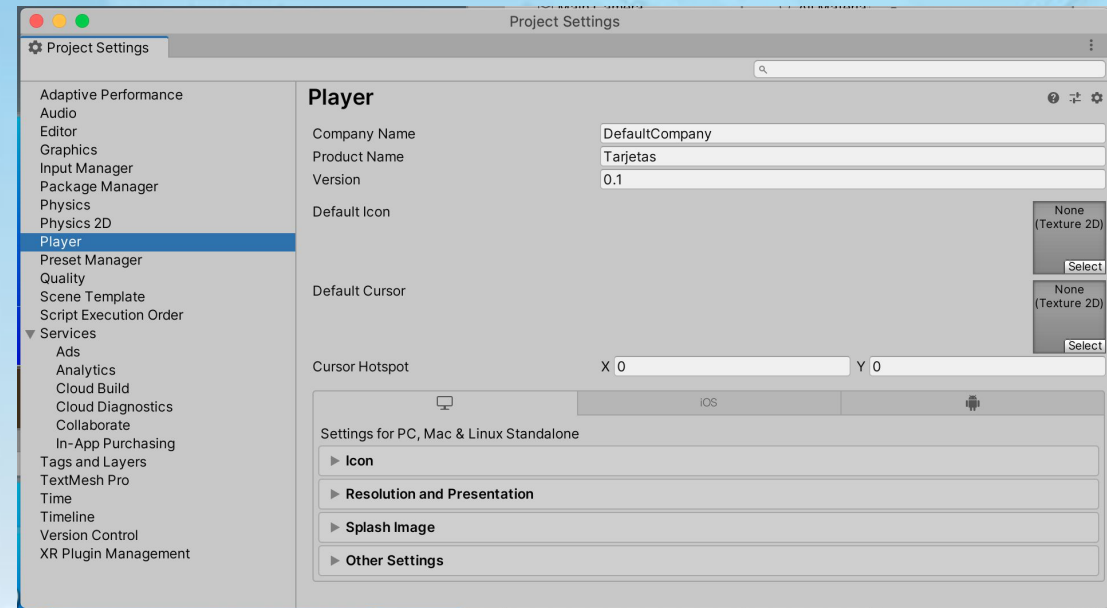 Project Settings
Project Settings
Adaptive Performance
Audio
Editor
Graphics
Input Manager
Package Manager
Physics
Physics 2D
Player
Preset Manager
Quality
Scene Template
Script Execution Order
Services
Ads
Analytics
Cloud Build
Cloud Diagnostics
Collaborate
In-App Purchasing
Tags and Layers
TextMesh Pro
Time
Timeline
Version Control
XR Plugin Management
Player
Company Name DefaultCompany
Product Name Tarjetas
Version 0.1
Default Icon
None
(Texture 2D)
Select
Default Cursor
None
(Texture 2D)
Select
Cursor Hotspot X 0 Y 0
iOS
Settings for PC, Mac & Linux Standalone
Icon
Resolution and Presentation
Splash Image
Other Settings